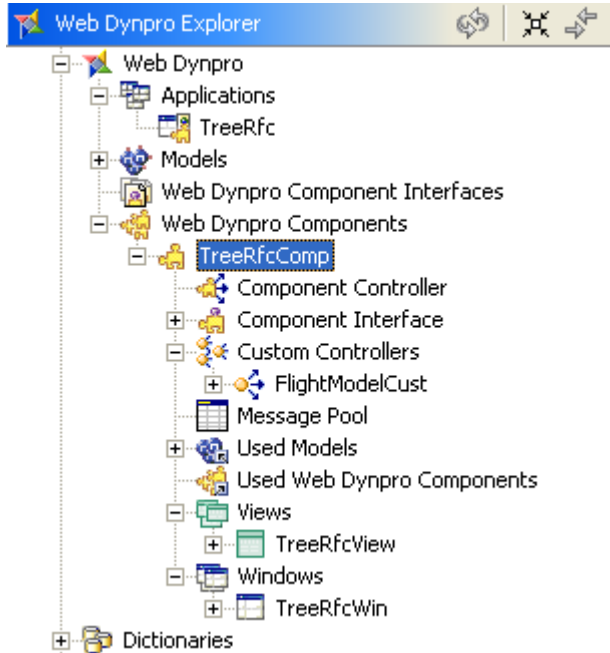 Web Dynpro Explorer
Web Dynpro
Applications
TreeRfc
Models
Web Dynpro Component Interfaces
Web Dynpro Components
TreeRfcComp
Component Controller
Component Interface
Custom Controllers
FlightModelCust
Message Pool
Used Models
Used Web Dynpro Components
Views
TreeRfcView
Windows
TreeRfcWin
Dictionaries